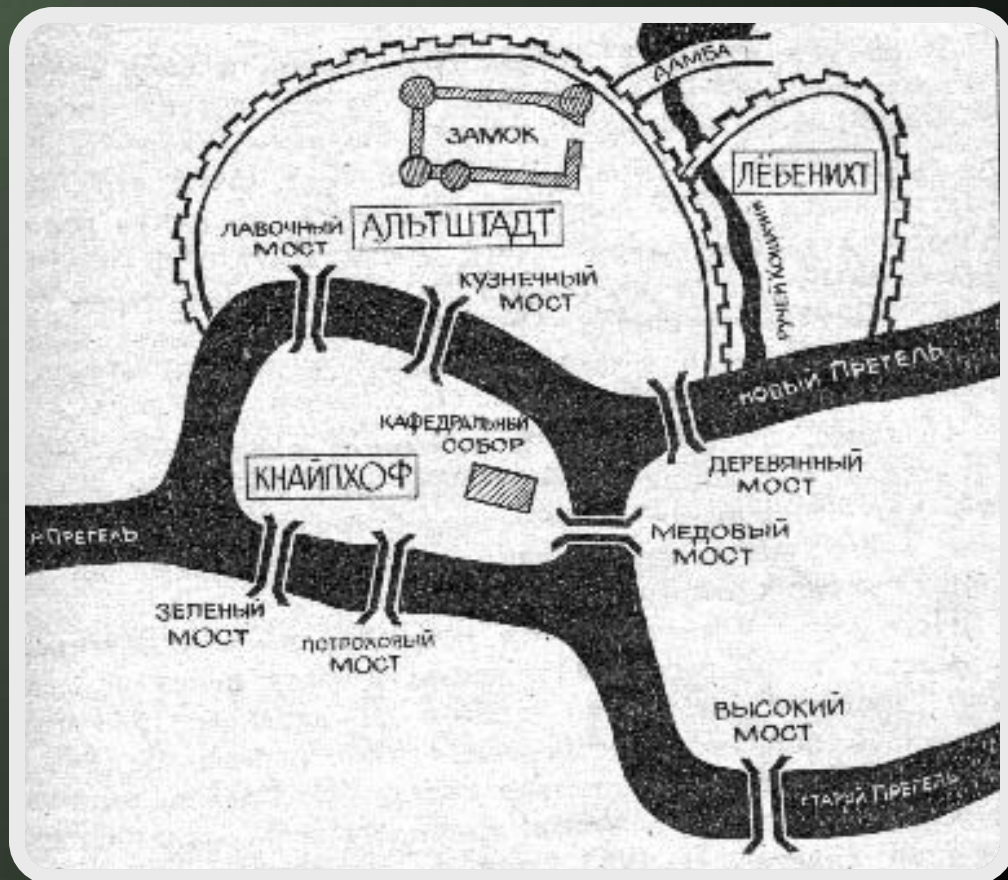 ДАМБА
ЗАМОК
ЛЁБЕНИХТ
ЛАВОЧНЫЙ
МОСТ
АЛЬТШТАДТ
КУЗНЕЧНЫЙ
МОСТ
РУЧЕЙ
НОВЫЙ ПРЕГЕЛЬ
КАФЕДРАЛЬНЫЙ
СОБОР
КНАЙПХОФ
ДЕРЕВЯННЫЙ
МОСТ
ПРЕГЕЛЬ
МЕДОВЫЙ
МОСТ
ЗЕЛЕНЫЙ
МОСТ
ПОТРОХОВЫЙ
МОСТ
ВЫСОКИЙ
МОСТ
СТАРЫЙ ПРЕГЕЛЬ